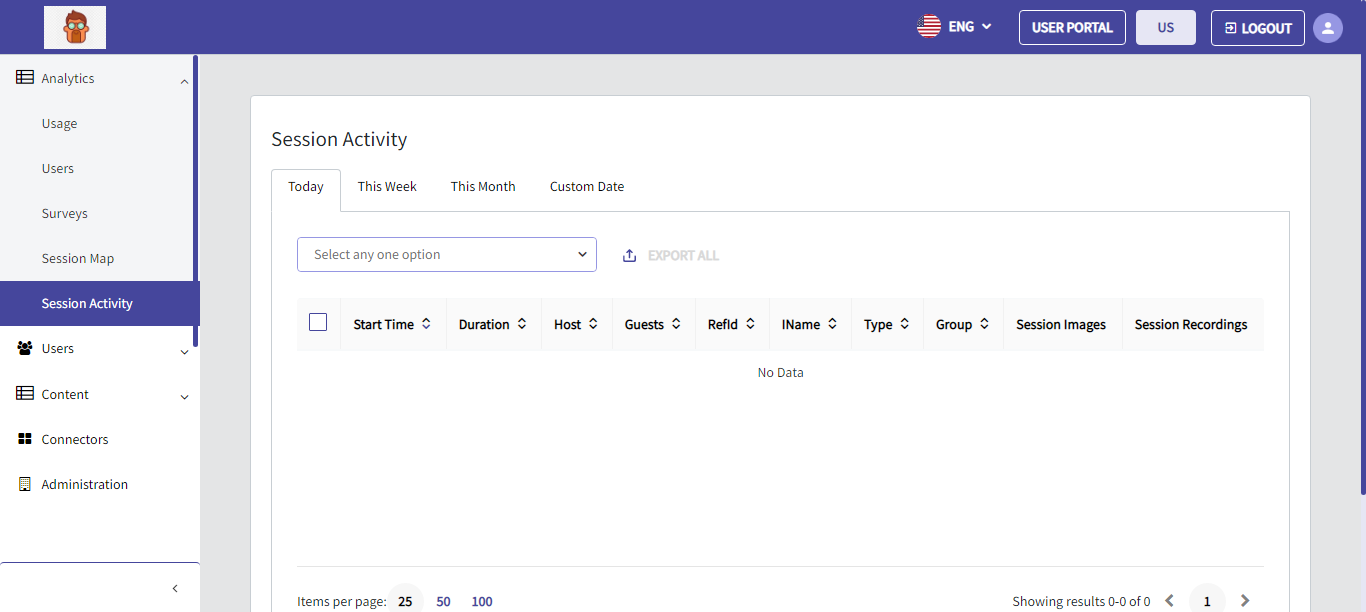 ENG USER PORTAL US LOGOUT
Analytics
Usage
Users
Surveys
Session Map
Session Activity
Users
Content
Connectors
Administration
Session Activity
Today This Week This Month Custom Date
Select any one option EXPORT ALL
Start Time Duration Host Guests RefId IName Type Group Session Images Session Recordings
No Data
Items per page: 25 50 100 Showing results 0-0 of 0 1